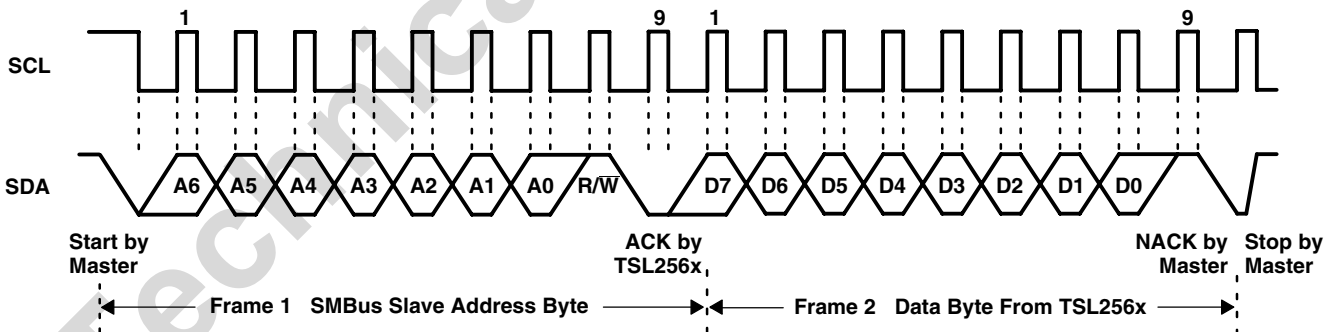 1 9 1 9
SCL
SDA A6 A5 A4 A3 A2 A1 A0 R/W̅ D7 D6 D5 D4 D3 D2 D1 D0
Start by Master
ACK by TSL256x
NACK by Master
Stop by Master
Frame 1 SMBus Slave Address Byte
Frame 2 Data Byte From TSL256x
Technica